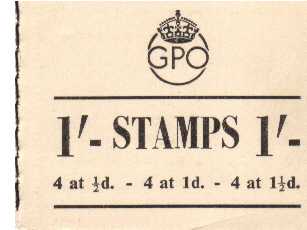 GPO
1/- STAMPS 1/-
4 at ½d. - 4 at 1d. - 4 at 1½d.